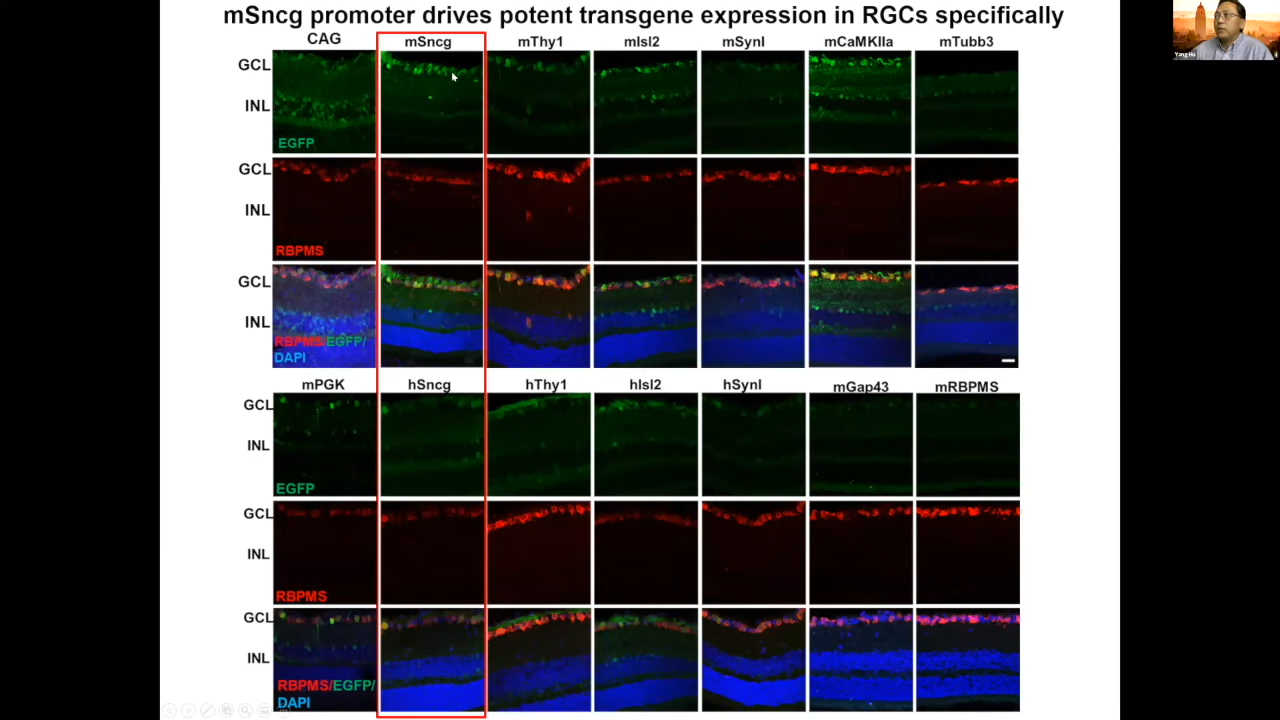 mSncg promoter drives potent transgene expression in RGCs specifically
CAG mSncg mThy1 mIsl2 mSynI mCaMKIIa mTubb3
GCL
INL
EGFP
GCL
INL
RBPMS
GCL
INL
RBPMS/EGFP/
DAPI
mPGK hSncg hThy1 hIsl2 hSynI mGap43 mRBPMS
GCL
INL
EGFP
GCL
INL
RBPMS
GCL
INL
RBPMS/EGFP/
DAPI
Yang Hu